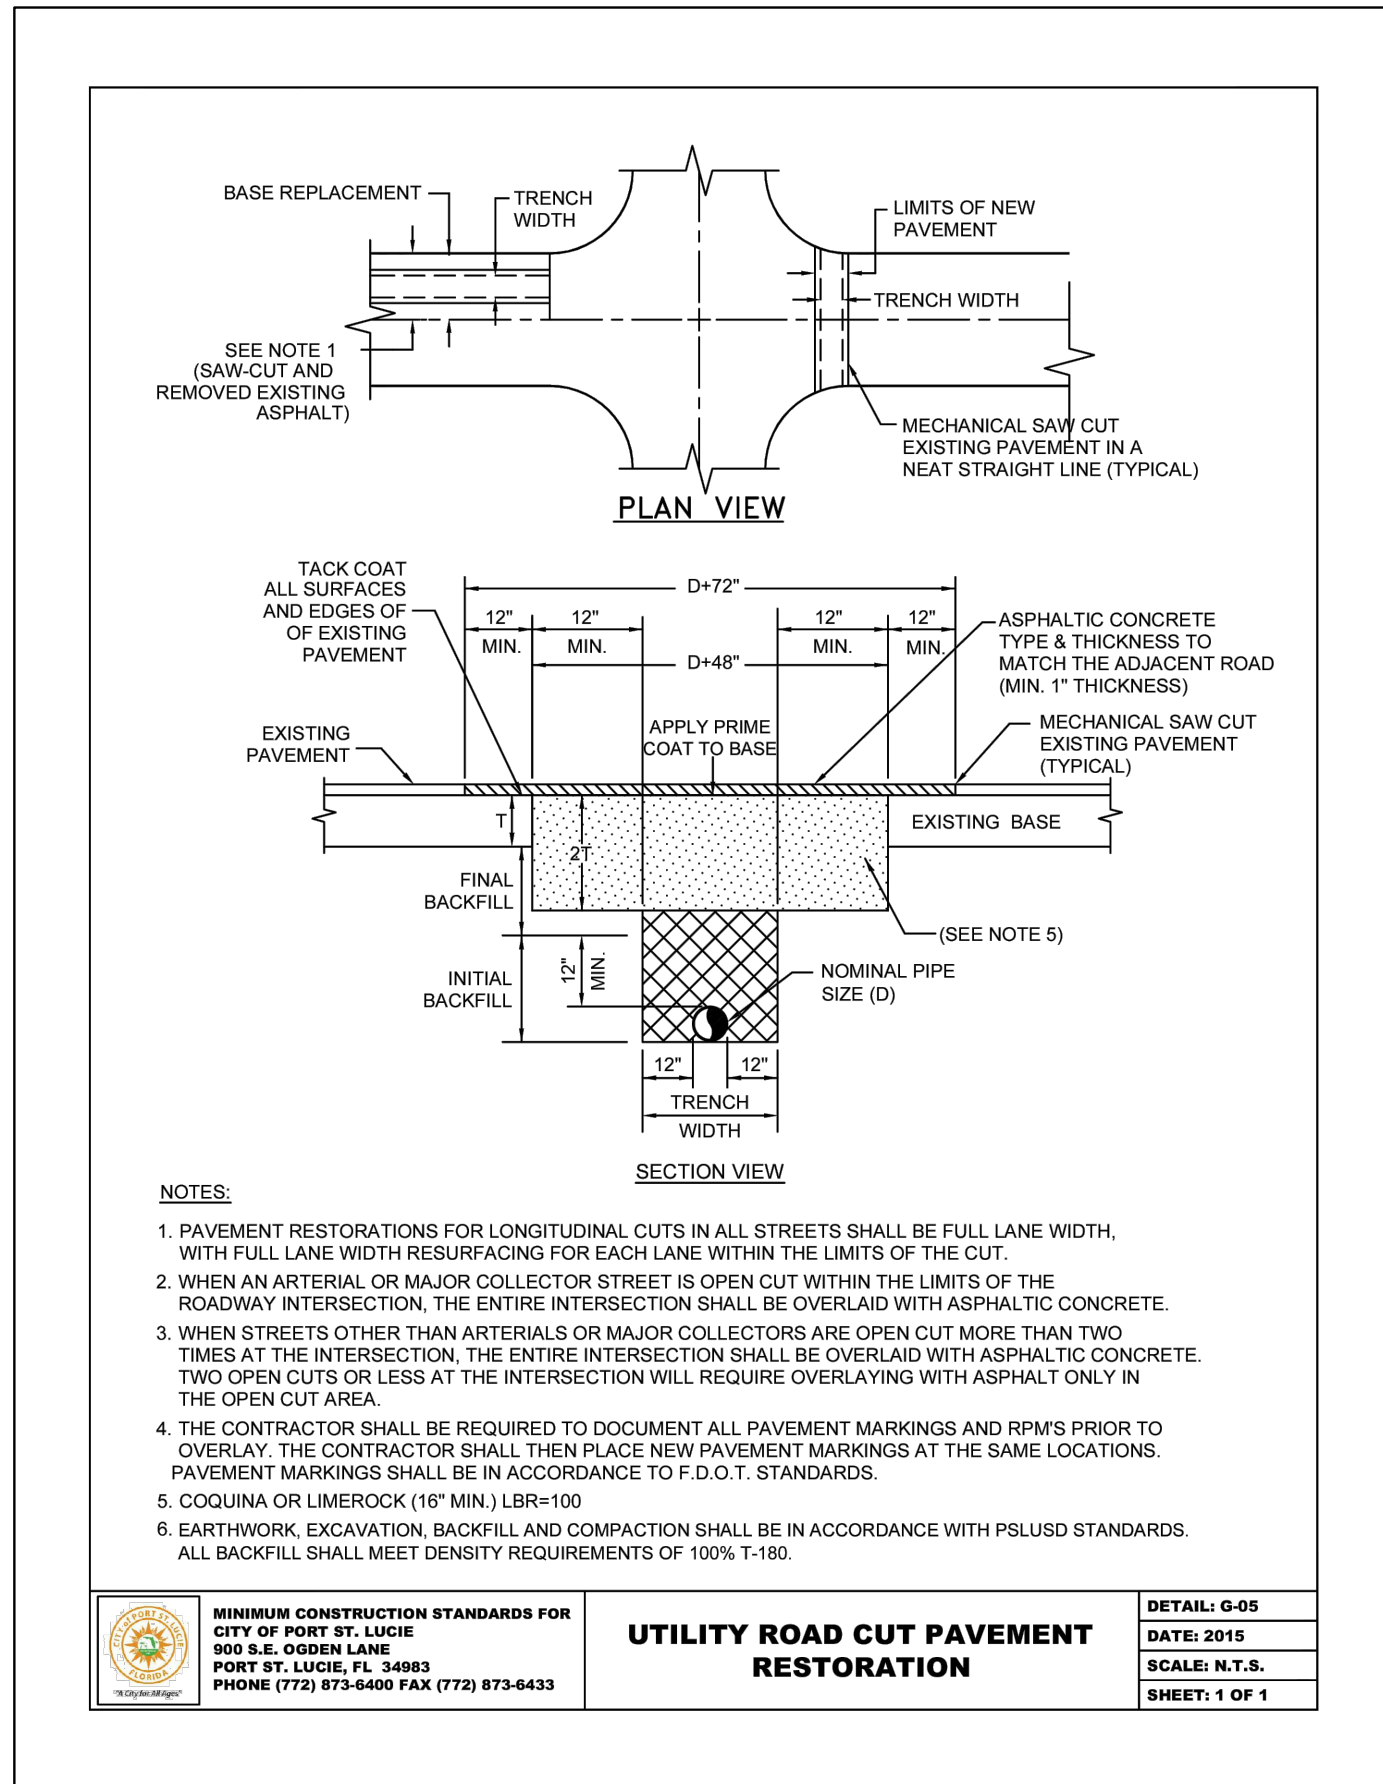 BASE REPLACEMENT
TRENCH
WIDTH
LIMITS OF NEW
PAVEMENT
TRENCH WIDTH
SEE NOTE 1
(SAW-CUT AND
REMOVED EXISTING
ASPHALT)
MECHANICAL SAW CUT
EXISTING PAVEMENT IN A
NEAT STRAIGHT LINE (TYPICAL)
PLAN VIEW
TACK COAT
ALL SURFACES
AND EDGES OF
OF EXISTING
PAVEMENT
D+72"
12"
MIN.
12"
MIN.
12"
MIN.
12"
MIN.
D+48"
ASPHALTIC CONCRETE
TYPE & THICKNESS TO
MATCH THE ADJACENT ROAD
(MIN. 1" THICKNESS)
EXISTING
PAVEMENT
APPLY PRIME
COAT TO BASE
MECHANICAL SAW CUT
EXISTING PAVEMENT
(TYPICAL)
T
2T
EXISTING BASE
FINAL
BACKFILL
(SEE NOTE 5)
INITIAL
BACKFILL
12"
MIN.
NOMINAL PIPE
SIZE (D)
12"
12"
TRENCH
WIDTH
SECTION VIEW
NOTES:
1. PAVEMENT RESTORATIONS FOR LONGITUDINAL CUTS IN ALL STREETS SHALL BE FULL LANE WIDTH,
WITH FULL LANE WIDTH RESURFACING FOR EACH LANE WITHIN THE LIMITS OF THE CUT.
2. WHEN AN ARTERIAL OR MAJOR COLLECTOR STREET IS OPEN CUT WITHIN THE LIMITS OF THE
ROADWAY INTERSECTION, THE ENTIRE INTERSECTION SHALL BE OVERLAID WITH ASPHALTIC CONCRETE.
3. WHEN STREETS OTHER THAN ARTERIALS OR MAJOR COLLECTORS ARE OPEN CUT MORE THAN TWO
TIMES AT THE INTERSECTION, THE ENTIRE INTERSECTION SHALL BE OVERLAID WITH ASPHALTIC CONCRETE.
TWO OPEN CUTS OR LESS AT THE INTERSECTION WILL REQUIRE OVERLAYING WITH ASPHALT ONLY IN
THE OPEN CUT AREA.
4. THE CONTRACTOR SHALL BE REQUIRED TO DOCUMENT ALL PAVEMENT MARKINGS AND RPM'S PRIOR TO
OVERLAY. THE CONTRACTOR SHALL THEN PLACE NEW PAVEMENT MARKINGS AT THE SAME LOCATIONS.
PAVEMENT MARKINGS SHALL BE IN ACCORDANCE TO F.D.O.T. STANDARDS.
5. COQUINA OR LIMEROCK (16" MIN.) LBR=100
6. EARTHWORK, EXCAVATION, BACKFILL AND COMPACTION SHALL BE IN ACCORDANCE WITH PSLUSD STANDARDS.
ALL BACKFILL SHALL MEET DENSITY REQUIREMENTS OF 100% T-180.
CITY of PORT ST. LUCIE
FLORIDA
"A City for All Ages"
MINIMUM CONSTRUCTION STANDARDS FOR
CITY OF PORT ST. LUCIE
900 S.E. OGDEN LANE
PORT ST. LUCIE, FL 34983
PHONE (772) 873-6400 FAX (772) 873-6433
UTILITY ROAD CUT PAVEMENT
RESTORATION
DETAIL: G-05
DATE: 2015
SCALE: N.T.S.
SHEET: 1 OF 1